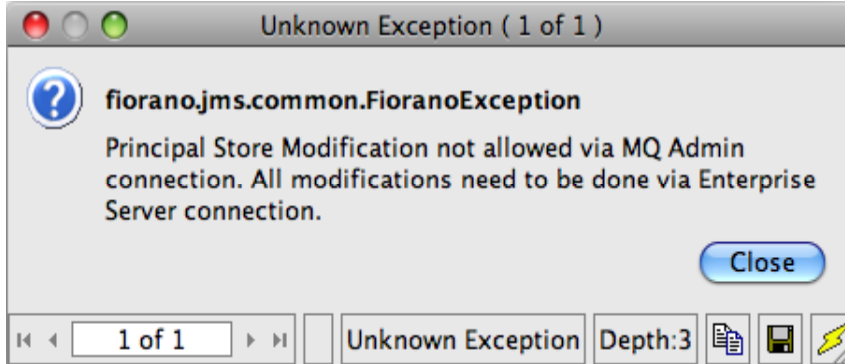 Unknown Exception ( 1 of 1 )
fiorano.jms.common.FioranoException
Principal Store Modification not allowed via MQ Admin
connection. All modifications need to be done via Enterprise
Server connection.
Close
1 of 1 Unknown Exception Depth:3